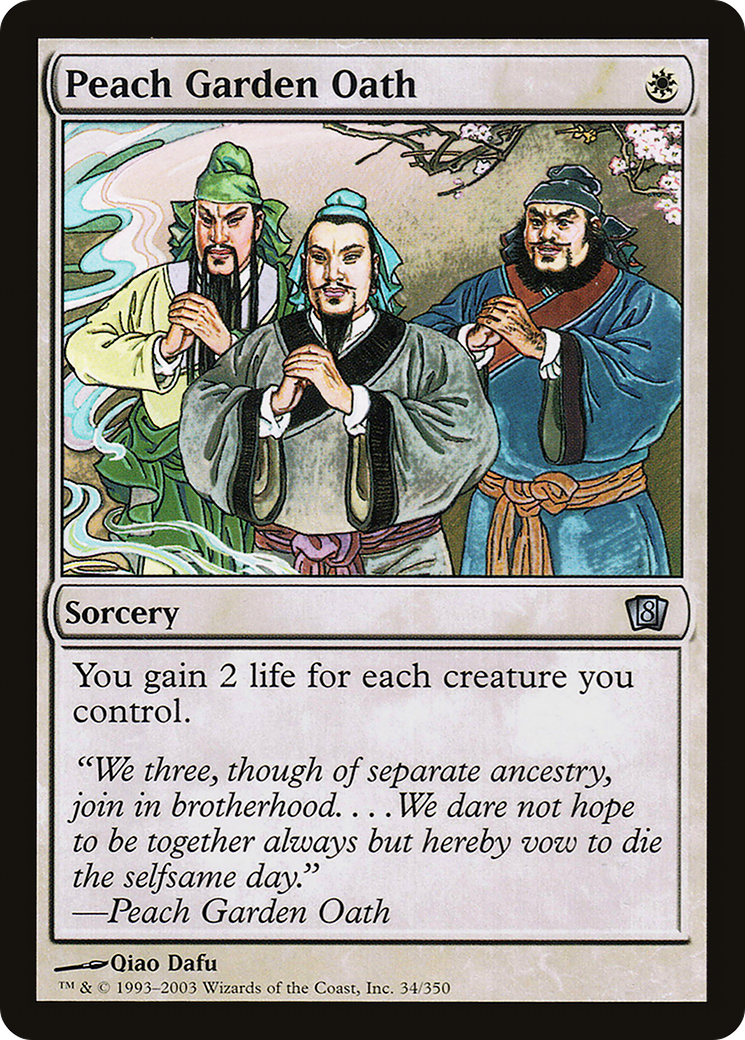 Peach Garden Oath
Sorcery
8
You gain 2 life for each creature you
control.
“We three, though of separate ancestry,
join in brotherhood. . . . We dare not hope
to be together always but hereby vow to die
the selfsame day.”
—Peach Garden Oath
Qiao Dafu
™ & © 1993–2003 Wizards of the Coast, Inc. 34/350